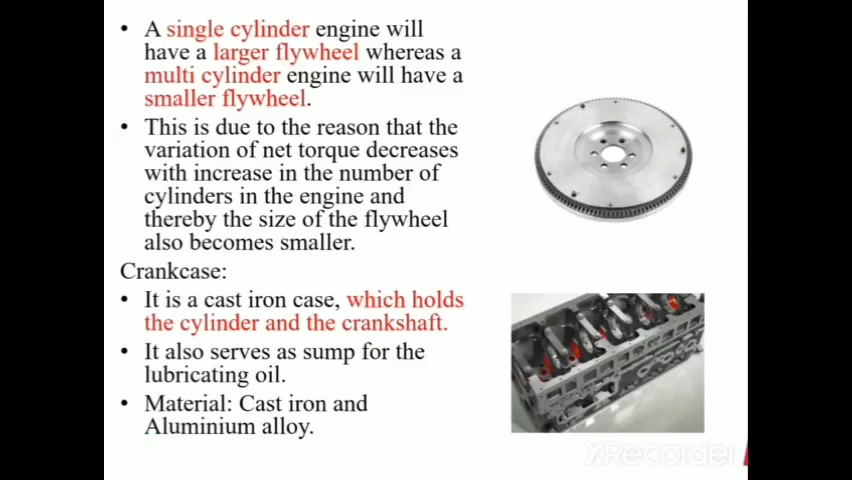 • A single cylinder engine will
have a larger flywheel whereas a
multi cylinder engine will have a
smaller flywheel.
• This is due to the reason that the
variation of net torque decreases
with increase in the number of
cylinders in the engine and
thereby the size of the flywheel
also becomes smaller.
Crankcase:
• It is a cast iron case, which holds
the cylinder and the crankshaft.
• It also serves as sump for the
lubricating oil.
• Material: Cast iron and
Aluminium alloy.
XRecorder